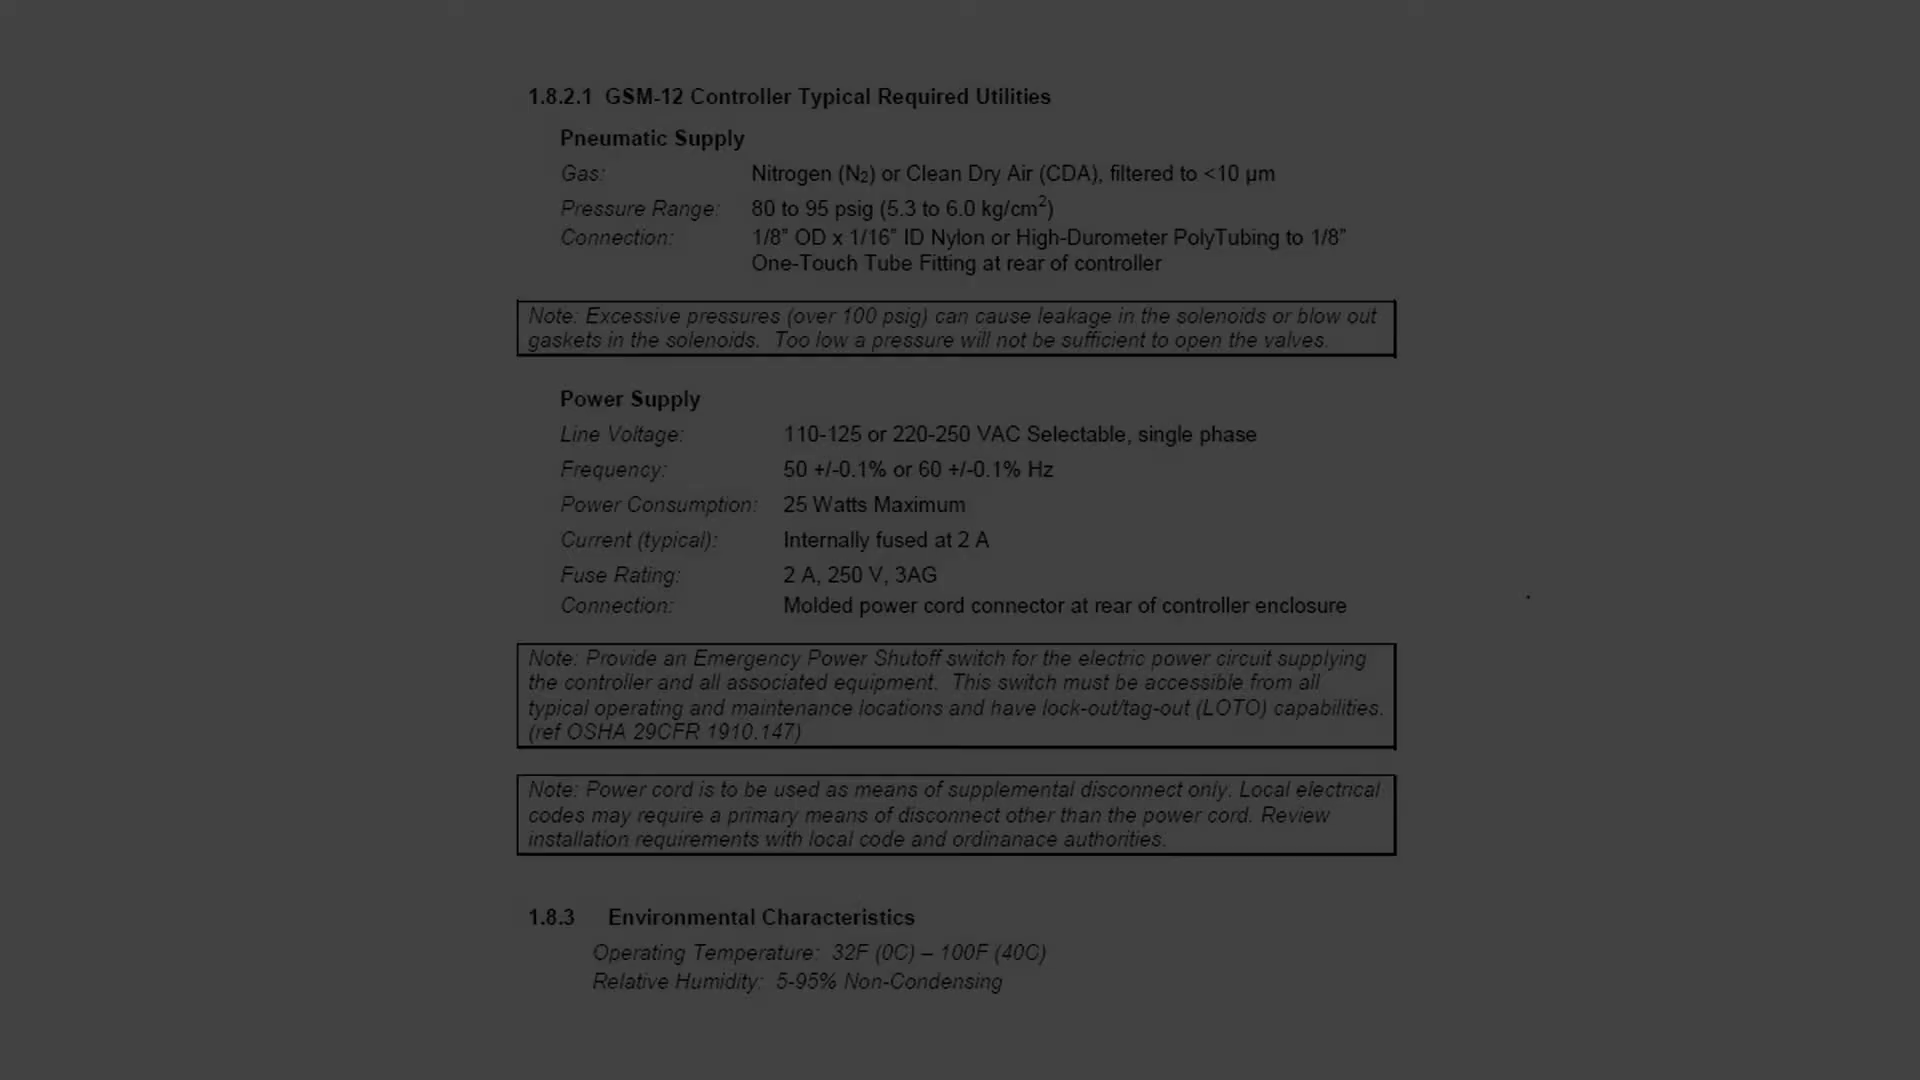 1.8.2.1 GSM-12 Controller Typical Required Utilities
Pneumatic Supply
Gas: Nitrogen (N2) or Clean Dry Air (CDA), filtered to <10 µm
Pressure Range: 80 to 95 psig (5.3 to 6.0 kg/cm²)
Connection: 1/8” OD x 1/16” ID Nylon or High-Durometer PolyTubing to 1/8”
One-Touch Tube Fitting at rear of controller
Note: Excessive pressures (over 100 psig) can cause leakage in the solenoids or blow out
gaskets in the solenoids. Too low a pressure will not be sufficient to open the valves.
Power Supply
Line Voltage: 110-125 or 220-250 VAC Selectable, single phase
Frequency: 50 +/-0.1% or 60 +/-0.1% Hz
Power Consumption: 25 Watts Maximum
Current (typical): Internally fused at 2 A
Fuse Rating: 2 A, 250 V, 3AG
Connection: Molded power cord connector at rear of controller enclosure
Note: Provide an Emergency Power Shutoff switch for the electric power circuit supplying
the controller and all associated equipment. This switch must be accessible from all
typical operating and maintenance locations and have lock-out/tag-out (LOTO) capabilities.
(ref OSHA 29CFR 1910.147)
Note: Power cord is to be used as means of supplemental disconnect only. Local electrical
codes may require a primary means of disconnect other than the power cord. Review
installation requirements with local code and ordinanace authorities.
1.8.3 Environmental Characteristics
Operating Temperature: 32F (0C) – 100F (40C)
Relative Humidity: 5-95% Non-Condensing